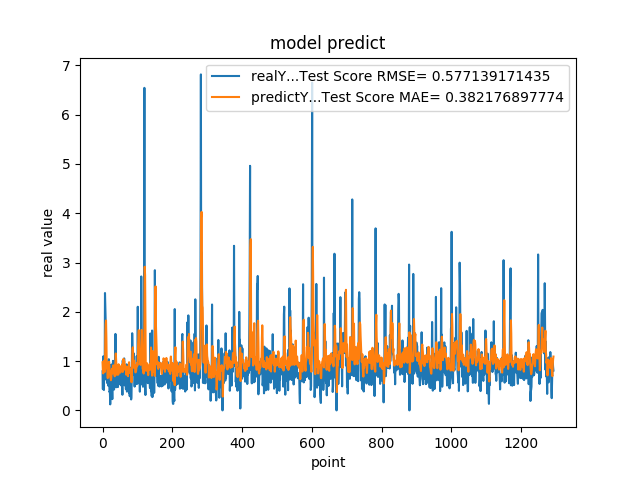 model predict
realY...Test Score RMSE= 0.577139171435
predictY...Test Score MAE= 0.382176897774
real value
7
6
5
4
3
2
1
0
0 200 400 600 800 1000 1200
point